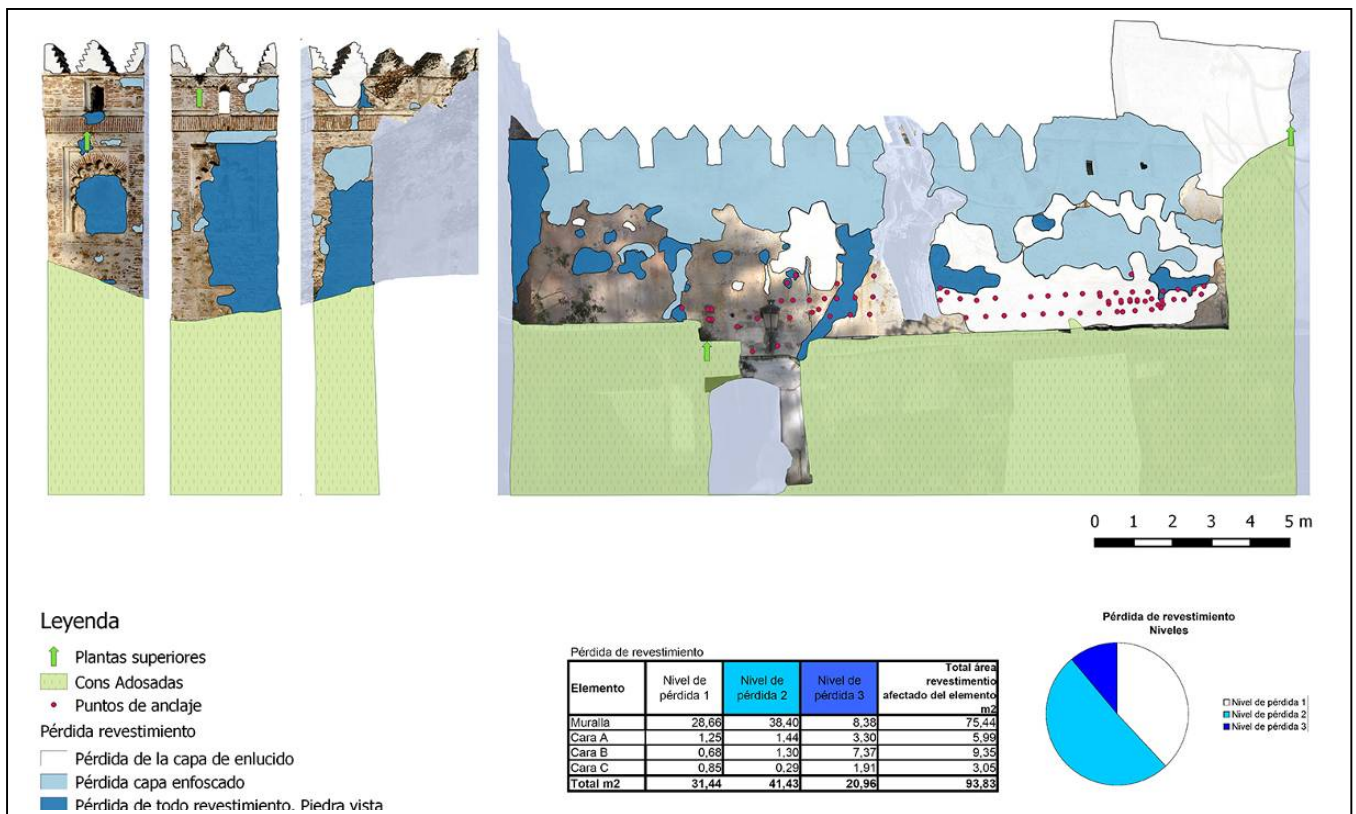 0 1 2 3 4 5 m
Leyenda
Plantas superiores
Cons Adosadas
Puntos de anclaje
Pérdida revestimiento
Pérdida de la capa de enlucido
Pérdida capa enfoscado
Pérdida de todo revestimiento. Piedra vista
Pérdida de revestimiento
Elemento
Nivel de
pérdida 1
Nivel de
pérdida 2
Nivel de
pérdida 3
Total área
revestimentio
afectado del elemento
m2
Muralla 28,66 38,40 8,38 75,44
Cara A 1,25 1,44 3,30 5,99
Cara B 0,68 1,30 7,37 9,35
Cara C 0,85 0,29 1,91 3,05
Total m2 31,44 41,43 20,96 93,83
Pérdida de revestimiento
Niveles
Nivel de pérdida 1
Nivel de pérdida 2
Nivel de pérdida 3